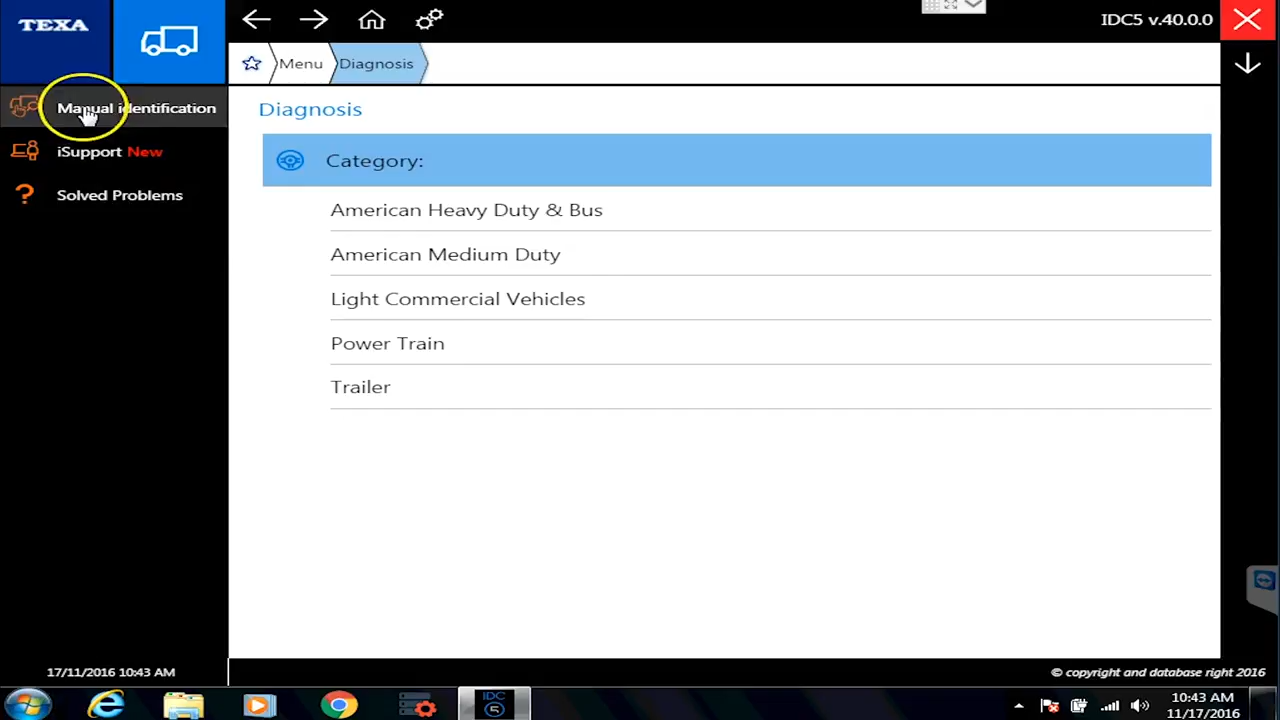 TEXA
IDC5 v.40.0.0
Menu
Diagnosis
Manual identification
iSupport New
Solved Problems
Diagnosis
Category:
American Heavy Duty & Bus
American Medium Duty
Light Commercial Vehicles
Power Train
Trailer
17/11/2016 10:43 AM
© copyright and database right 2016
IDC
5
10:43 AM
11/17/2016